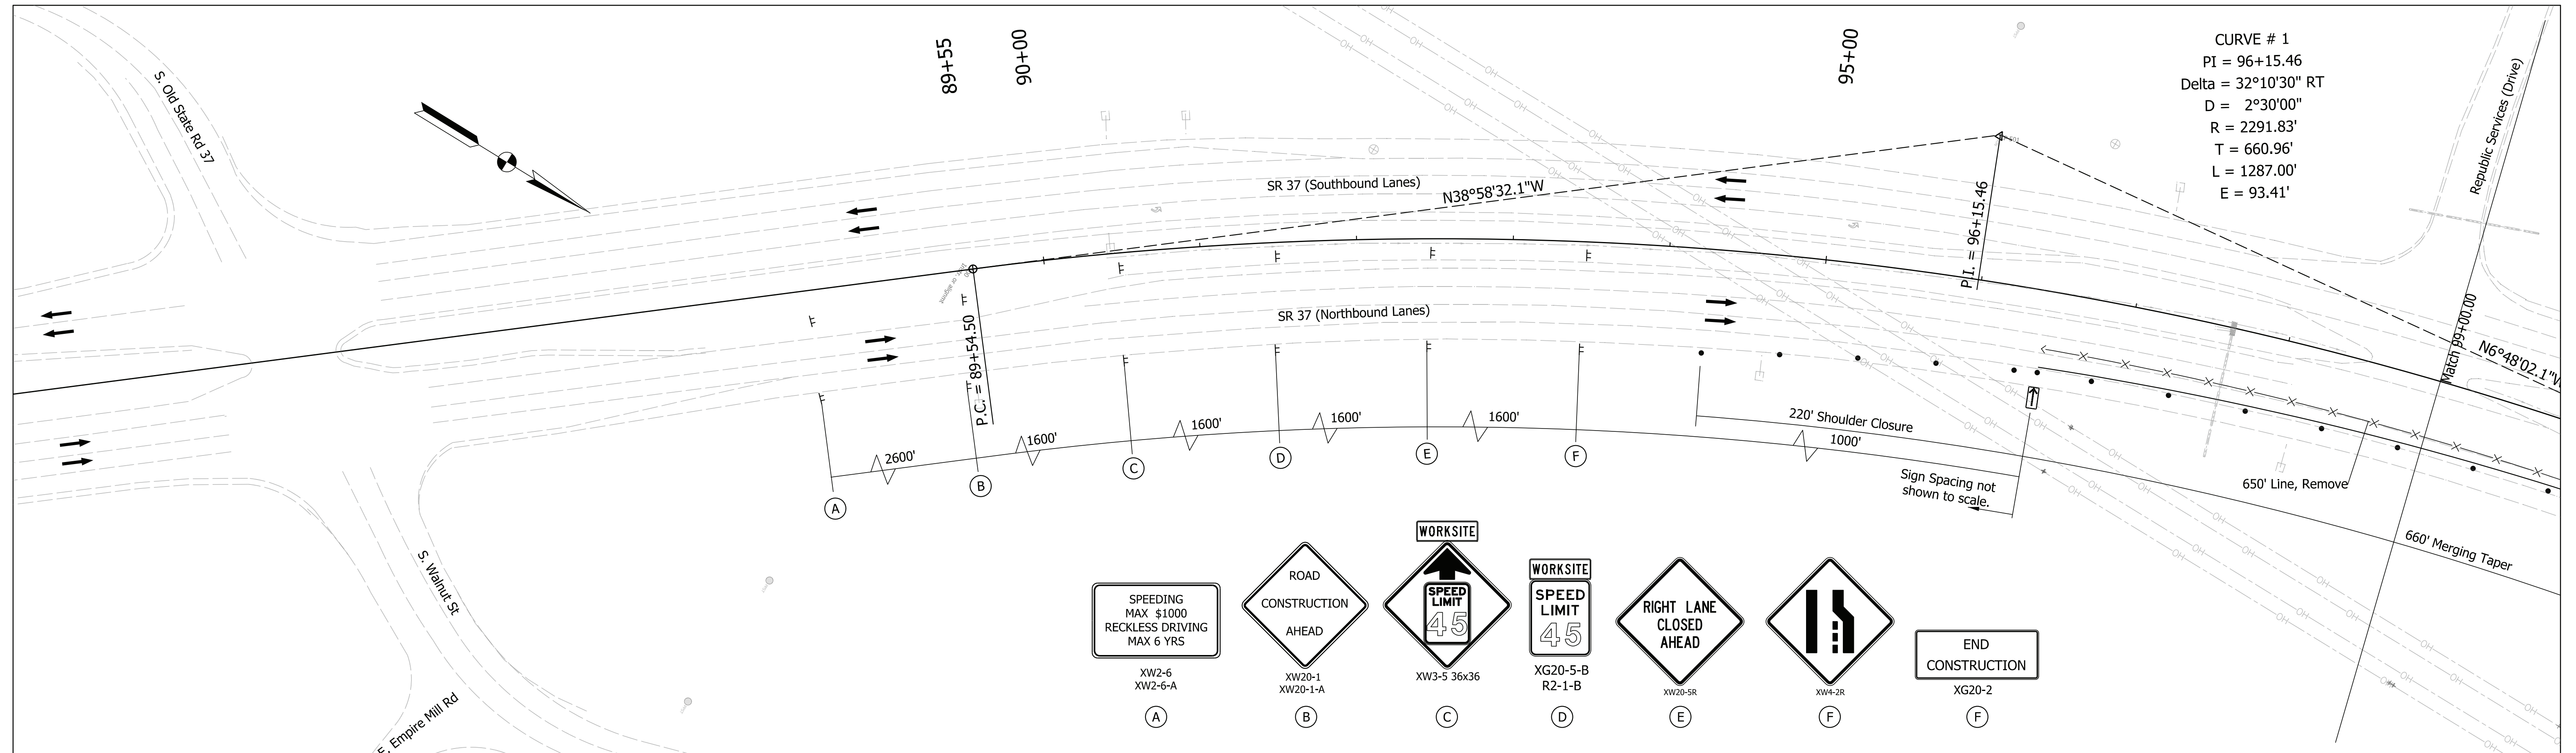 89+55
90+00
95+00
CURVE # 1
PI = 96+15.46
Delta = 32°10'30" RT
D = 2°30'00"
R = 2291.83'
T = 660.96'
L = 1287.00'
E = 93.41'
S. Old State Rd 37
Republic Services (Drive)
SR 37 (Southbound Lanes)
N38°58'32.1"W
P.I. = 96+15.46
SR 37 (Northbound Lanes)
P.C. = 89+54.50
Match 99+00.00
N6°48'02.1"W
2600'
1600'
1600'
1600'
1600'
220' Shoulder Closure
1000'
Sign Spacing not
shown to scale.
650' Line, Remove
660' Merging Taper
A
B
C
D
E
F
S. Walnut St
E. Empire Mill Rd
SPEEDING
MAX $1000
RECKLESS DRIVING
MAX 6 YRS
XW2-6
XW2-6-A
A
ROAD
CONSTRUCTION
AHEAD
XW20-1
XW20-1-A
B
WORKSITE
SPEED
LIMIT
45
XW3-5 36x36
C
WORKSITE
SPEED
LIMIT
45
XG20-5-B
R2-1-B
D
RIGHT LANE
CLOSED
AHEAD
XW20-5R
E
XW4-2R
F
END
CONSTRUCTION
XG20-2
F